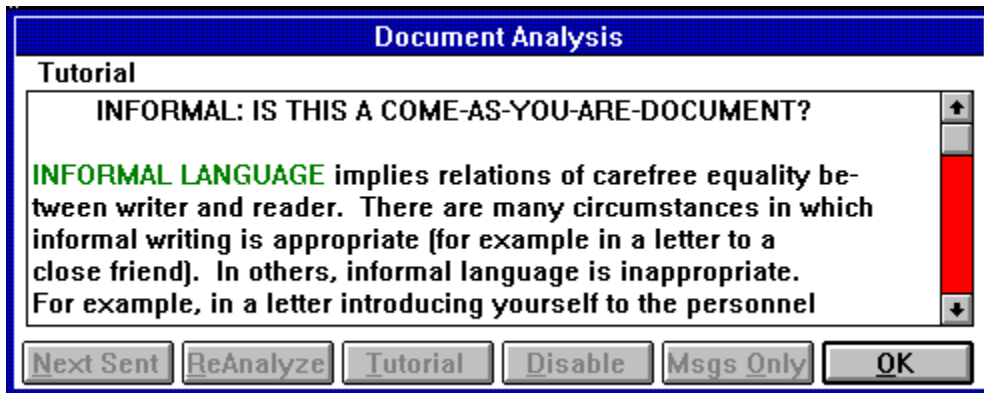 Document Analysis
Tutorial
INFORMAL: IS THIS A COME-AS-YOU-ARE-DOCUMENT?
INFORMAL LANGUAGE implies relations of carefree equality be-
tween writer and reader.  There are many circumstances in which
informal writing is appropriate (for example in a letter to a
close friend).  In others, informal language is inappropriate.
For example, in a letter introducing yourself to the personnel
Next Sent ReAnalyze Tutorial Disable Msgs Only OK